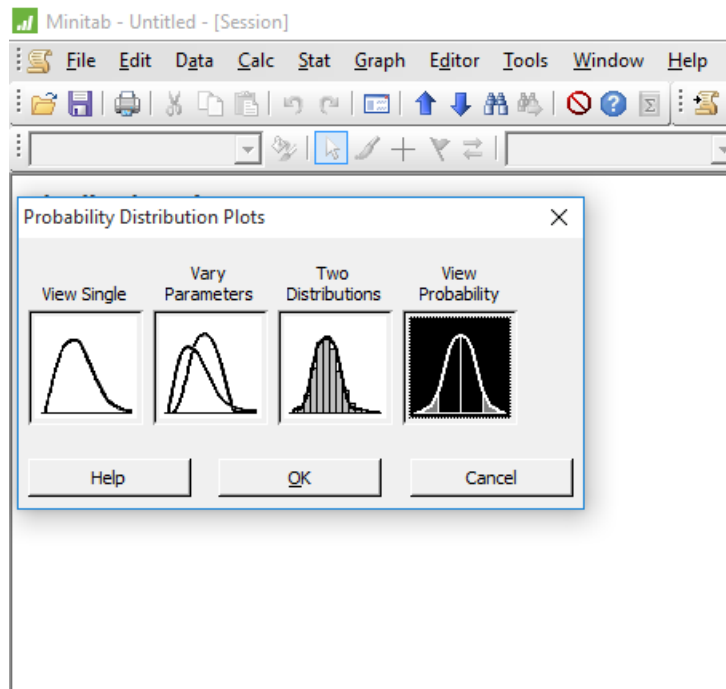 Minitab - Untitled - [Session]
File Edit Data Calc Stat Graph Editor Tools Window Help
Probability Distribution Plots
View Single
Vary Parameters
Two Distributions
View Probability
Help OK Cancel